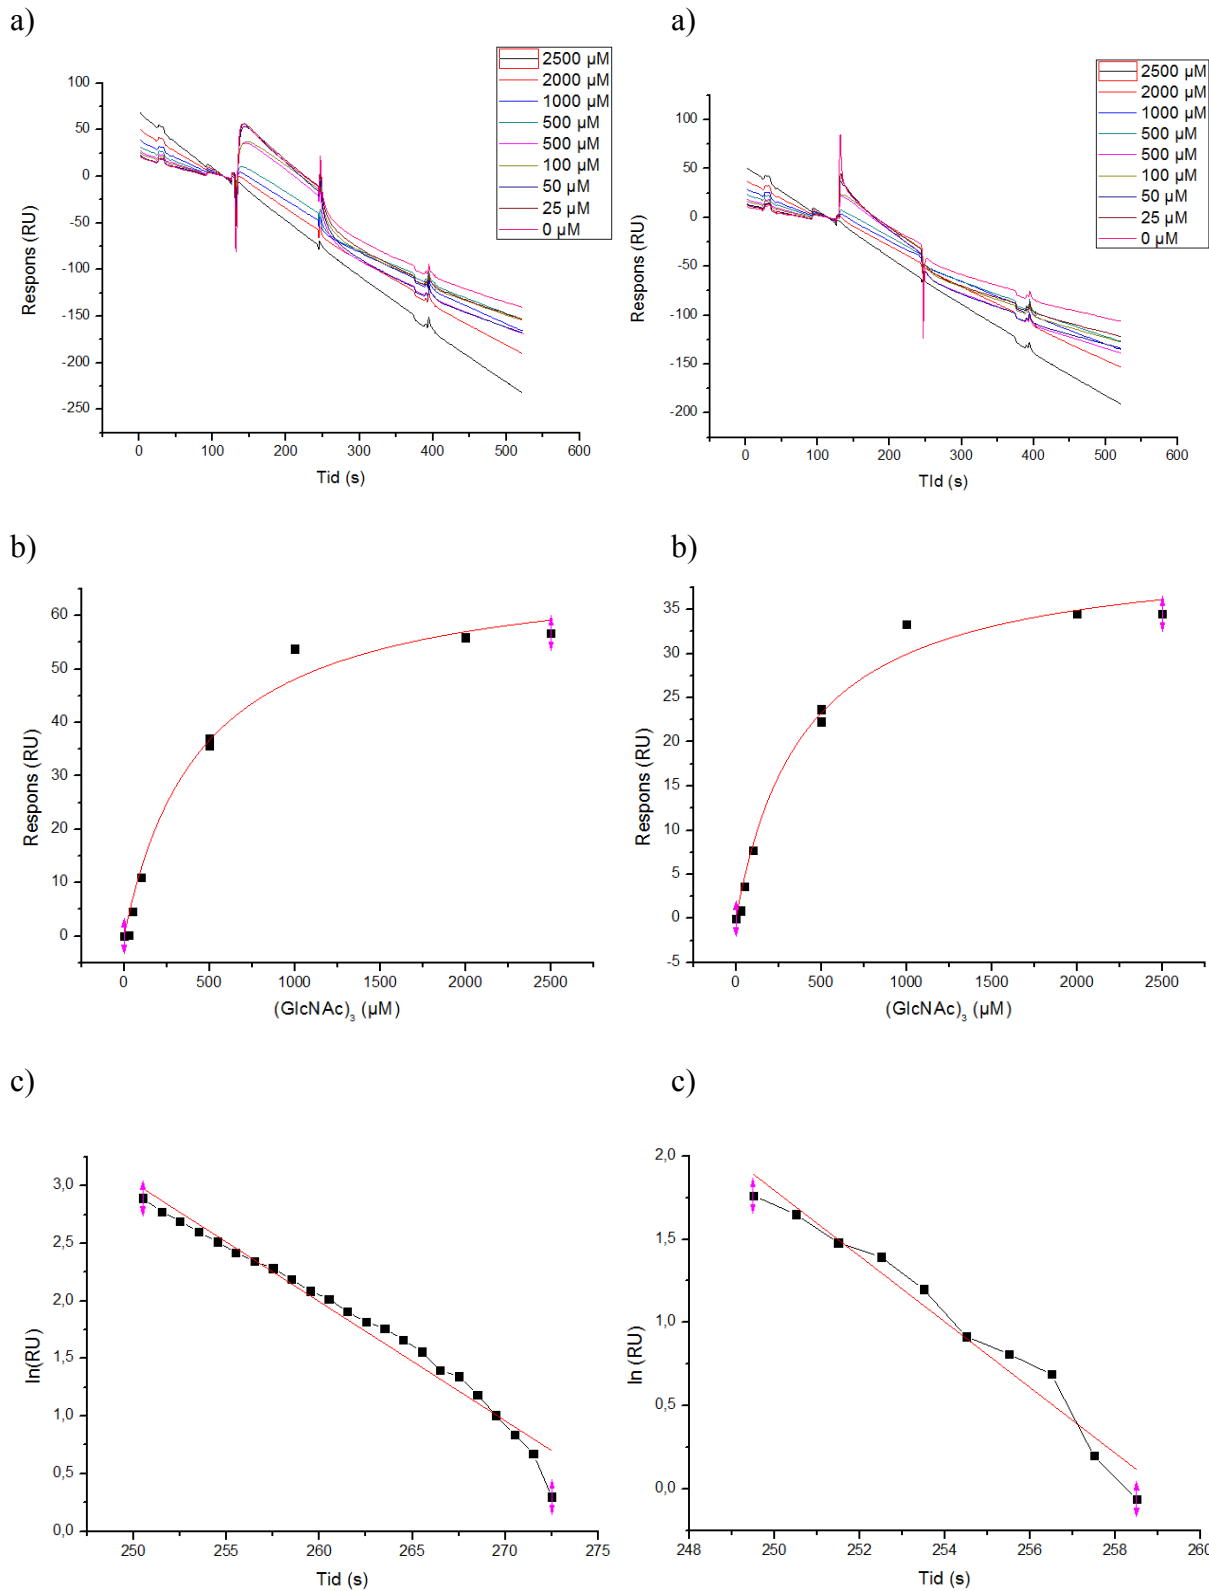 a)
2500 µM
2000 µM
1000 µM
500 µM
500 µM
100 µM
50 µM
25 µM
0 µM
100
50
0
-50
-100
-150
-200
-250
Respons (RU)
0 100 200 300 400 500 600
Tid (s)
a)
2500 µM
2000 µM
1000 µM
500 µM
500 µM
100 µM
50 µM
25 µM
0 µM
100
50
0
-50
-100
-150
-200
Respons (RU)
0 100 200 300 400 500 600
TId (s)
b)
60
50
40
30
20
10
0
Respons (RU)
0 500 1000 1500 2000 2500
(GlcNAc)₃ (µM)
b)
35
30
25
20
15
10
5
0
-5
Respons (RU)
0 500 1000 1500 2000 2500
(GlcNAc)₃ (µM)
c)
3,0
2,5
2,0
1,5
1,0
0,5
0,0
ln(RU)
250 255 260 265 270 275
Tid (s)
c)
2,0
1,5
1,0
0,5
0,0
ln (RU)
248 250 252 254 256 258 260
Tid (s)